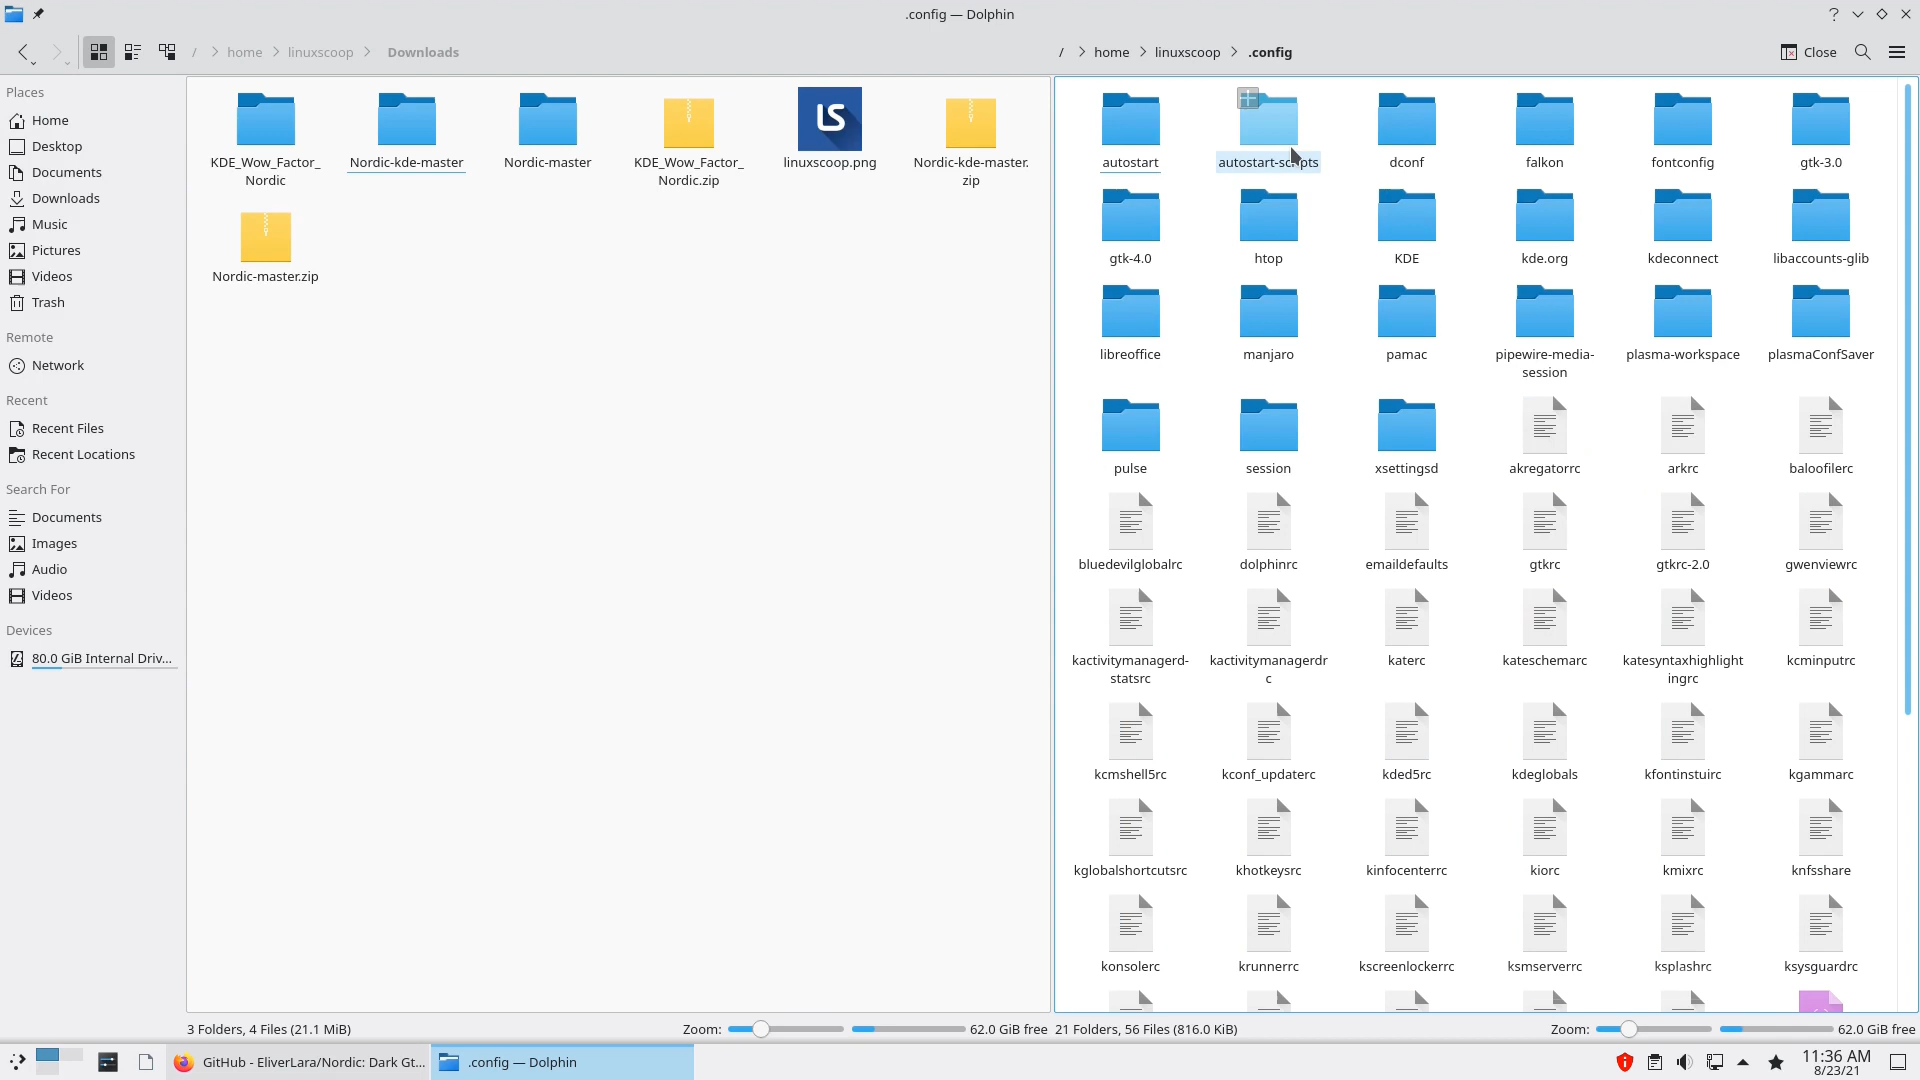 .config — Dolphin
/ > home > linuxscoop > Downloads
/ > home > linuxscoop > .config
Close
Places
Home
Desktop
Documents
Downloads
Music
Pictures
Videos
Trash
Remote
Network
Recent
Recent Files
Recent Locations
Search For
Documents
Images
Audio
Videos
Devices
80.0 GiB Internal Driv...
KDE_Wow_Factor_
Nordic
Nordic-kde-master
Nordic-master
KDE_Wow_Factor_
Nordic.zip
LS
linuxscoop.png
Nordic-kde-master.
zip
Nordic-master.zip
autostart
autostart-scripts
dconf
falkon
fontconfig
gtk-3.0
gtk-4.0
htop
KDE
kde.org
kdeconnect
libaccounts-glib
libreoffice
manjaro
pamac
pipewire-media-
session
plasma-workspace
plasmaConfSaver
pulse
session
xsettingsd
akregatorrc
arkrc
baloofilerc
bluedevilglobalrc
dolphinrc
emaildefaults
gtkrc
gtkrc-2.0
gwenviewrc
kactivitymanagerd-
statsrc
kactivitymanagerdr
c
katerc
kateschemarc
katesyntaxhighlight
ingrc
kcminputrc
kcmshell5rc
kconf_updaterc
kded5rc
kdeglobals
kfontinstuirc
kgammarc
kglobalshortcutsrc
khotkeysrc
kinfocenterrc
kiorc
kmixrc
knfsshare
konsolerc
krunnerrc
kscreenlockerrc
ksmserverrc
ksplashrc
ksysguardrc
3 Folders, 4 Files (21.1 MiB)
Zoom:
62.0 GiB free
21 Folders, 56 Files (816.0 KiB)
Zoom:
62.0 GiB free
GitHub - EliverLara/Nordic: Dark Gt...
.config — Dolphin
11:36 AM
8/23/21